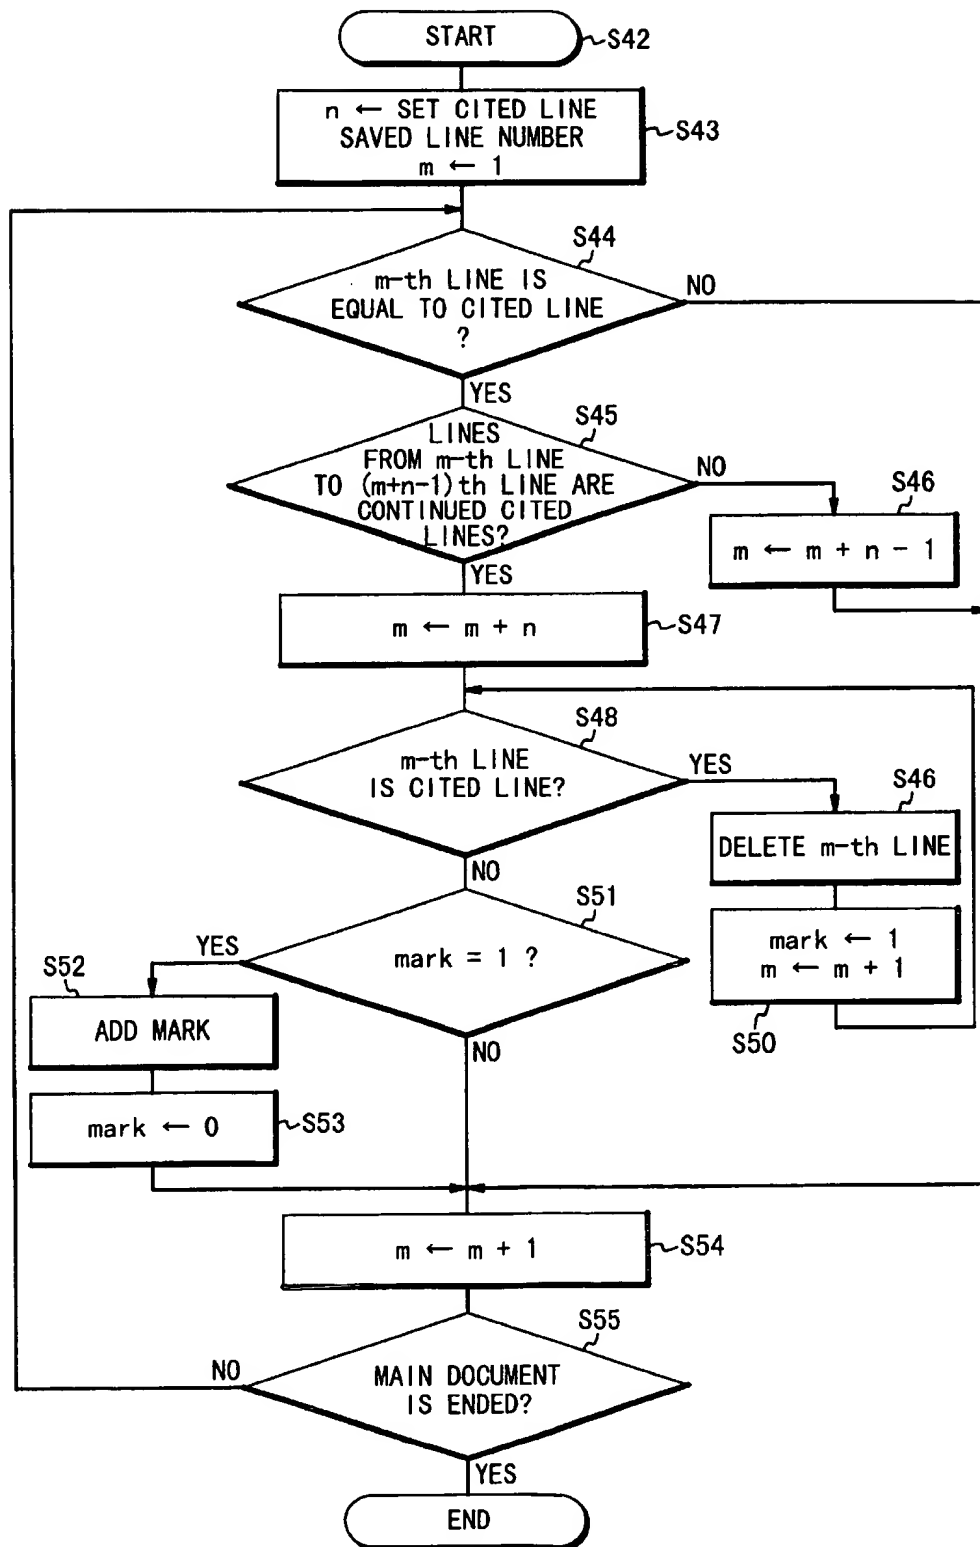 START
S42
n ← SET CITED LINE
SAVED LINE NUMBER
m ← 1
S43
S44
m-th LINE IS
EQUAL TO CITED LINE
?
NO
YES
S45
LINES
FROM m-th LINE
TO (m+n-1)th LINE ARE
CONTINUED CITED
LINES?
NO
S46
m ← m + n - 1
YES
m ← m + n
S47
S48
m-th LINE
IS CITED LINE?
YES
S46
DELETE m-th LINE
NO
S51
mark = 1 ?
mark ← 1
m ← m + 1
S50
YES
S52
ADD MARK
NO
mark ← 0
S53
m ← m + 1
S54
S55
MAIN DOCUMENT
IS ENDED?
NO
YES
END